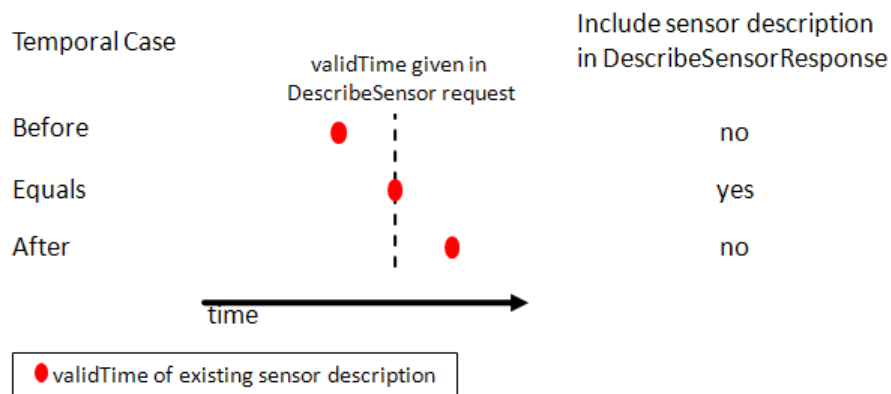 Temporal Case
validTime given in
DescribeSensor request
Include sensor description
in DescribeSensorResponse
Before
no
Equals
yes
After
no
time
validTime of existing sensor description